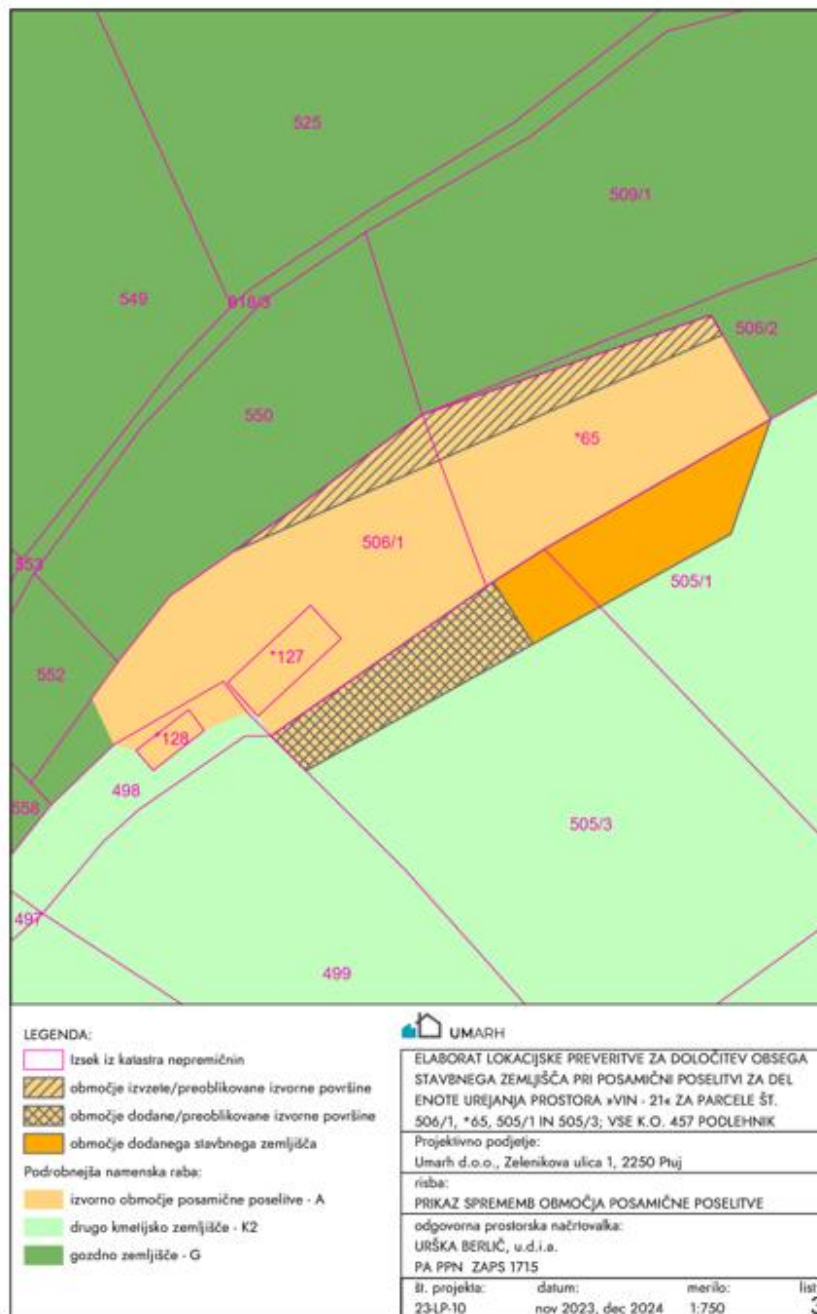 525
509/1
549
618/3
506/2
550
*65
506/1
553
505/1
*127
552
*128
498
558
505/3
497
499
LEGENDA:
Izsek iz katastra nepremičnin
območje izvzete/preoblikovane izvorne površine
območje dodane/preoblikovane izvorne površine
območje dodanega stavbnega zemljišča
Podrobnejša namenska raba:
izvorno območje posamične poselitve - A
drugo kmetijsko zemljišče - K2
gozdno zemljišče - G
UMARH
ELABORAT LOKACIJSKE PREVERITVE ZA DOLOČITEV OBSEGA
STAVBNEGA ZEMLJIŠČA PRI POSAMIČNI POSELITVI ZA DEL
ENOTE UREJANJA PROSTORA »VIN - 21« ZA PARCELE ŠT.
506/1, *65, 505/1 IN 505/3; VSE K.O. 457 PODLEHNIK
Projektivno podjetje:
Umarh d.o.o., Zelenikova ulica 1, 2250 Ptuj
risba:
PRIKAZ SPREMEMB OBMOČJA POSAMIČNE POSELITVE
odgovorna prostorska načrtovalka:
URŠKA BERLIČ, u.d.i.a.
PA PPN ZAPS 1715
št. projekta: datum: merilo: list
23-LP-10 nov 2023, dec 2024 1:750